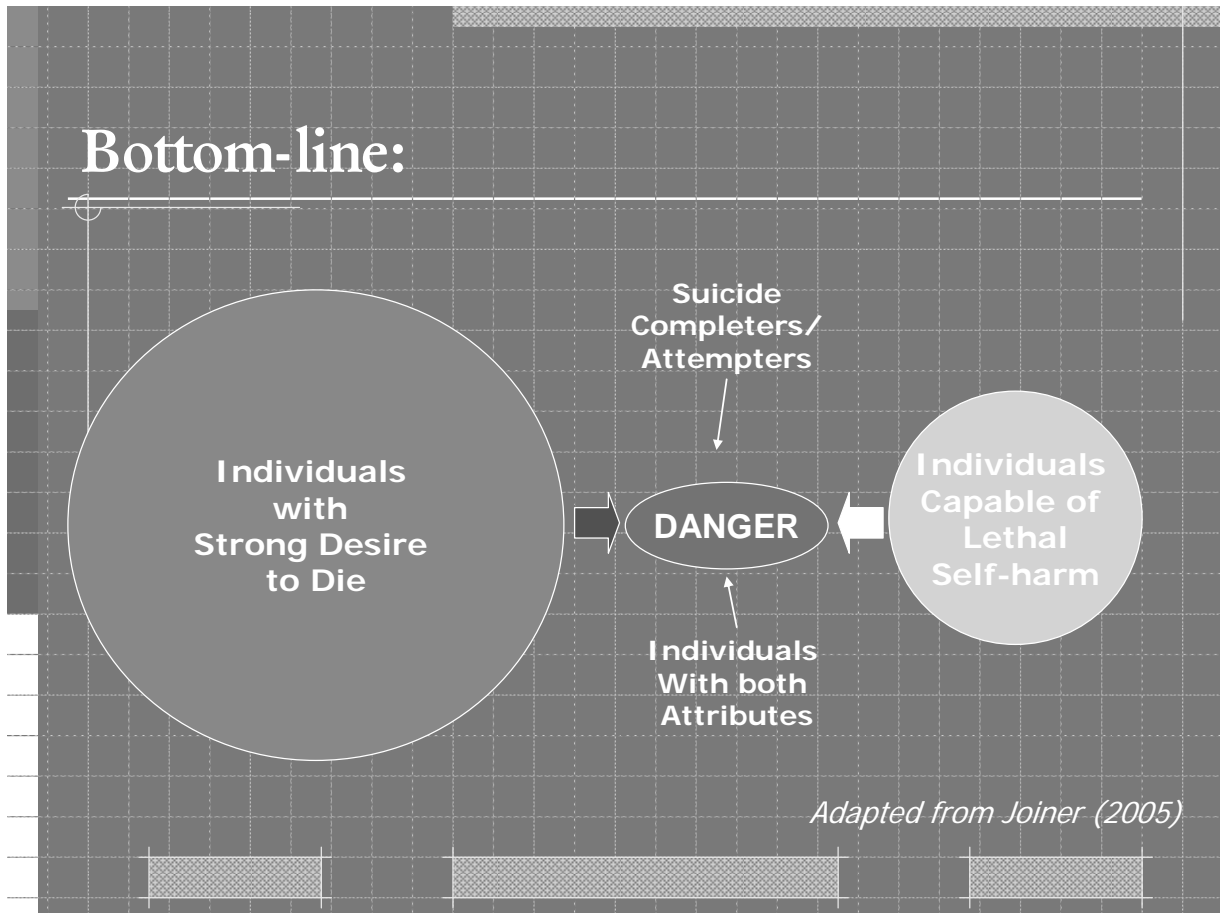 Bottom-line:
Suicide
Completers/
Attempters
Individuals
with
Strong Desire
to Die
DANGER
Individuals
Capable of
Lethal
Self-harm
Individuals
With both
Attributes
Adapted from Joiner (2005)